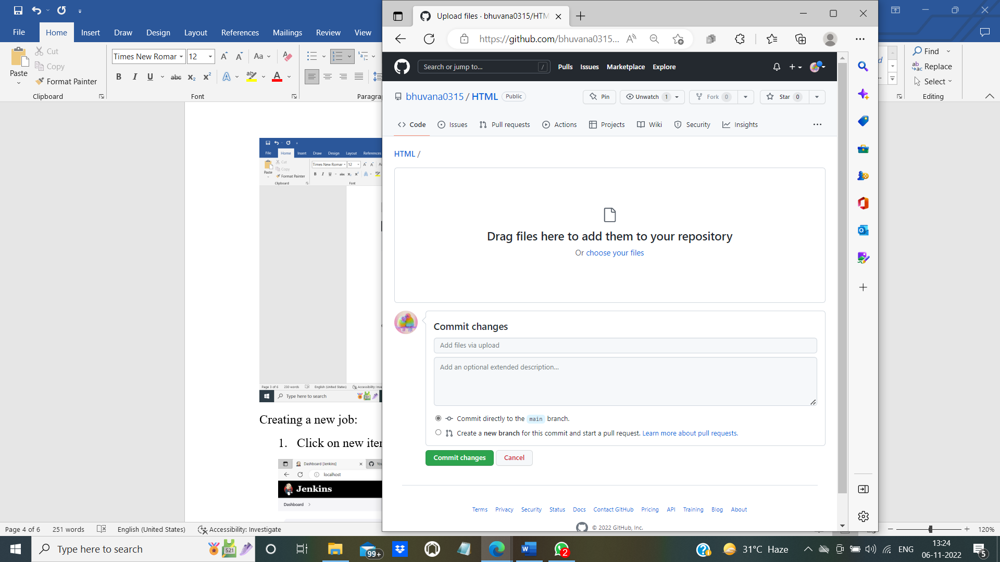 File
Home
Insert
Draw
Design
Layout
References
Mailings
Review
View
Paste
Cut
Copy
Format Painter
Clipboard
Times New Romar
12
Aa
B I U abc x₂ x²
A
Font
Paragra
Find
Replace
Select
Editing
File Home Insert Draw Design Layout References
Paste
Cut
Copy
Format Painter
Clipboard
Times New Romar 12
B I U abc x₂ x²
Font
Page 3 of 6 230 words English (United States) Accessibility: Inve
Type here to search
Creating a new job:
1. Click on new iter
Dashboard [Jenkins]
localhost
Jenkins
Dashboard
Upload files · bhuvana0315/HTM
https://github.com/bhuvana0315...
Search or jump to...
/
Pulls
Issues
Marketplace
Explore
bhuvana0315 / HTML
Public
Pin
Unwatch 1
Fork 0
Star 0
Code
Issues
Pull requests
Actions
Projects
Wiki
Security
Insights
HTML /
Drag files here to add them to your repository
Or choose your files
Commit changes
Add files via upload
Add an optional extended description...
Commit directly to the main branch.
Create a new branch for this commit and start a pull request. Learn more about pull requests.
Commit changes
Cancel
Terms Privacy Security Status Docs Contact GitHub Pricing API Training Blog About
© 2022 GitHub, Inc.
Page 4 of 6
251 words
English (United States)
Accessibility: Investigate
120%
Type here to search
521
99+
2
31°C Haze
ENG
13:24
06-11-2022
5